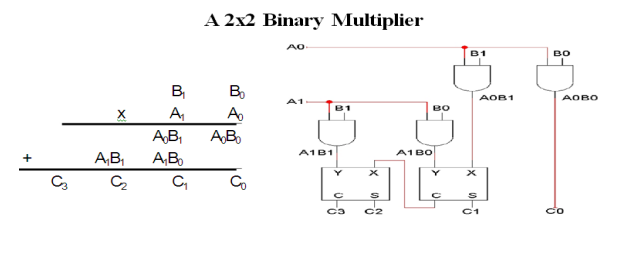 A 2x2 Binary Multiplier
B₁ B₀
x A₁ A₀
A₀B₁ A₀B₀
+ A₁B₁ A₁B₀
C₃ C₂ C₁ C₀
A0
B1 B0
A0B1 A0B0
A1
B1 B0
A1B1 A1B0
Y X Y X
C S C S
C3 C2 C1 C0